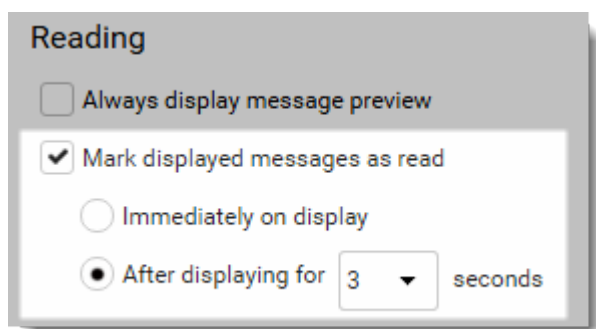 Reading
Always display message preview
Mark displayed messages as read
Immediately on display
After displaying for 3 seconds